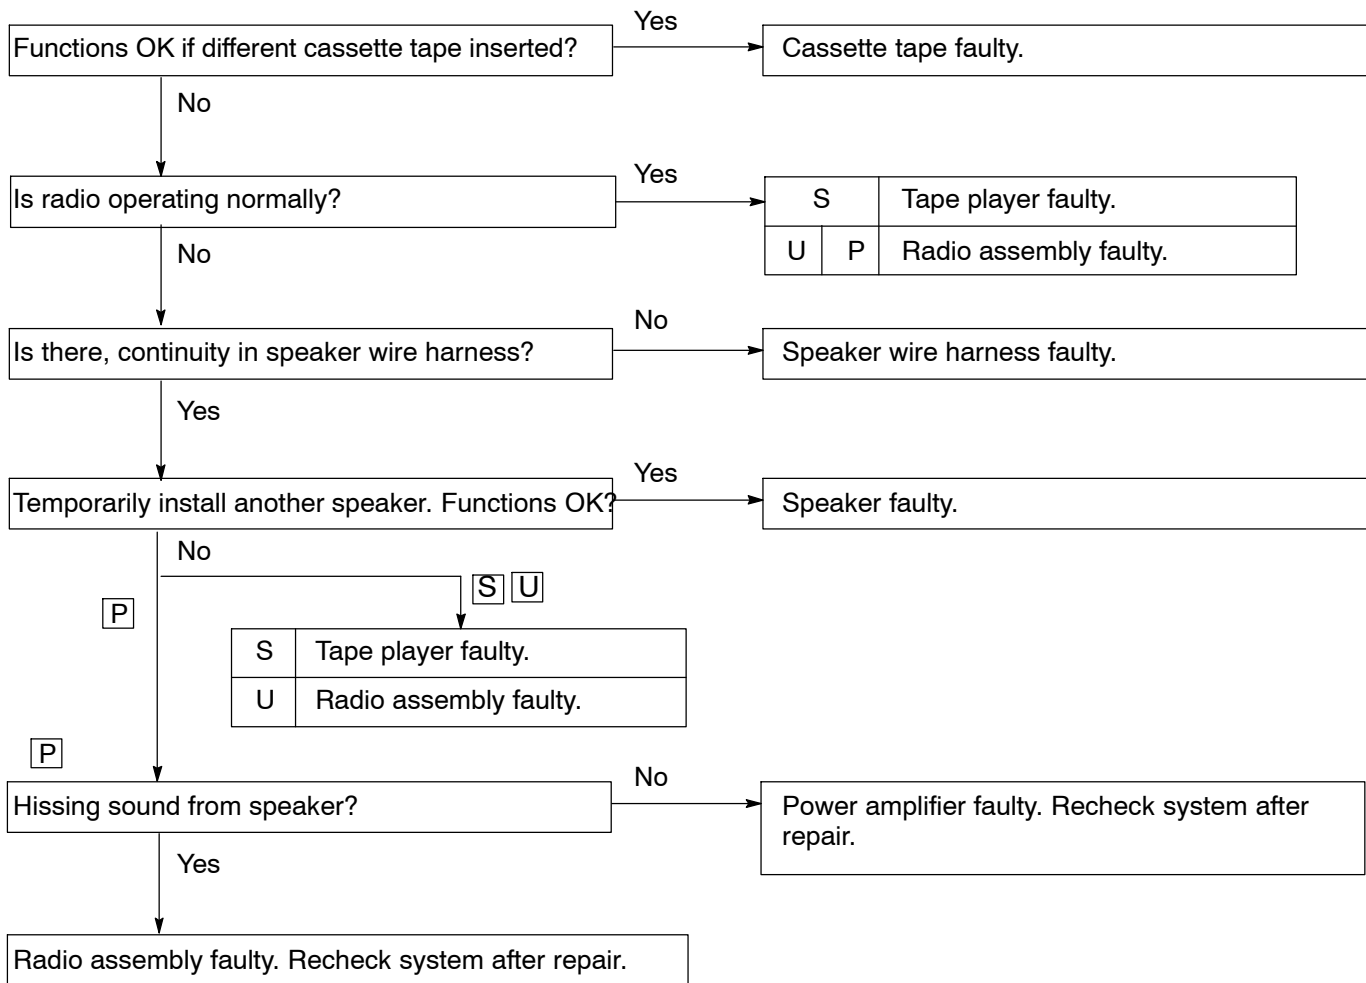 Functions OK if different cassette tape inserted?
Yes
Cassette tape faulty.
No
Is radio operating normally?
Yes
S Tape player faulty.
U P Radio assembly faulty.
No
Is there, continuity in speaker wire harness?
No
Speaker wire harness faulty.
Yes
Temporarily install another speaker. Functions OK?
Yes
Speaker faulty.
No
S U
P
S Tape player faulty.
U Radio assembly faulty.
P
Hissing sound from speaker?
No
Power amplifier faulty. Recheck system after
repair.
Yes
Radio assembly faulty. Recheck system after repair.